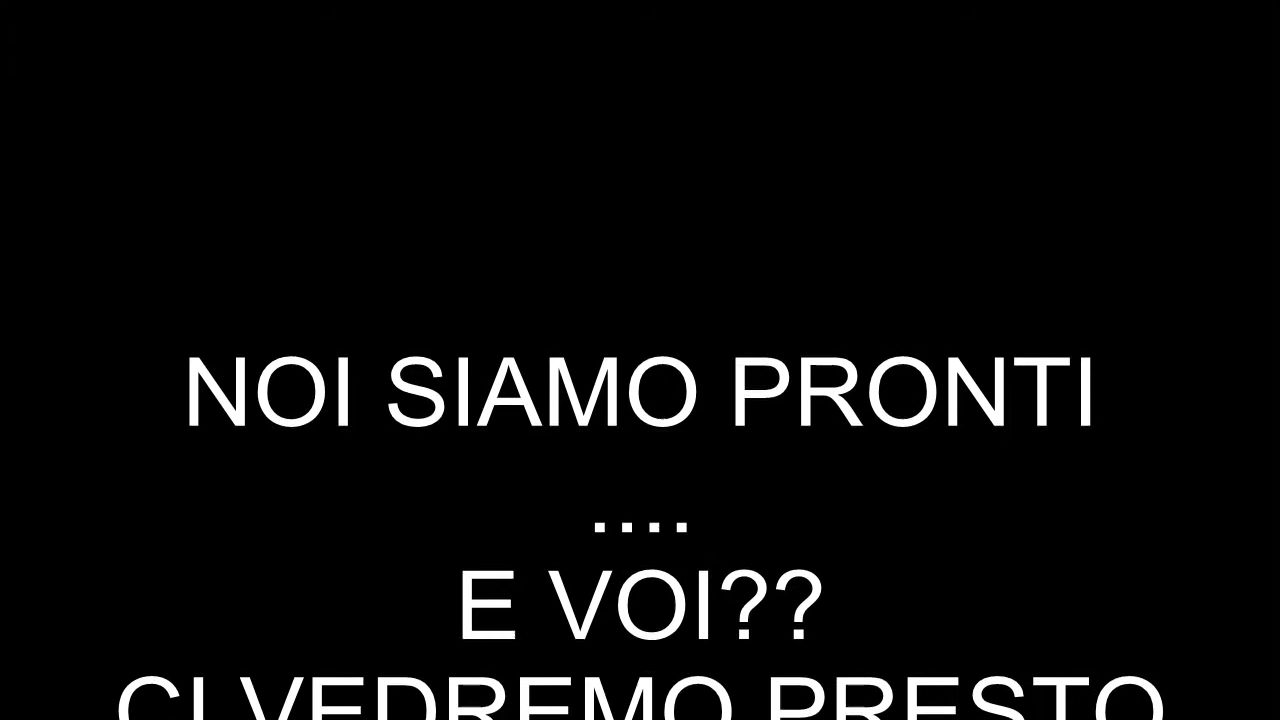 NOI SIAMO PRONTI
....
E VOI??
CI VEDREMO PRESTO